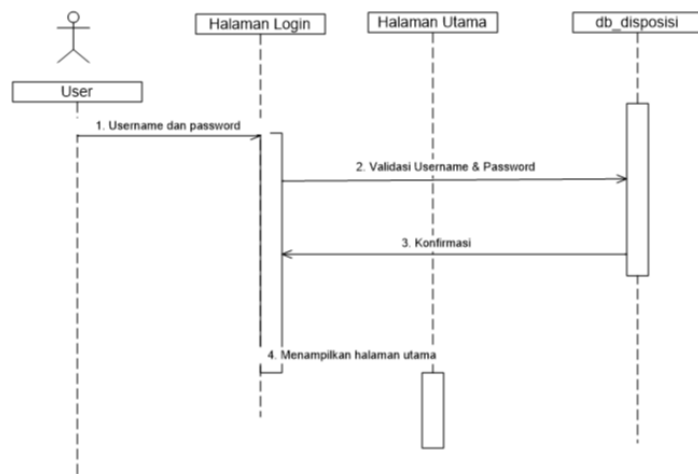 Halaman Login
Halaman Utama
db_disposisi
User
1. Username dan password
2. Validasi Username & Password
3. Konfirmasi
4. Menampilkan halaman utama